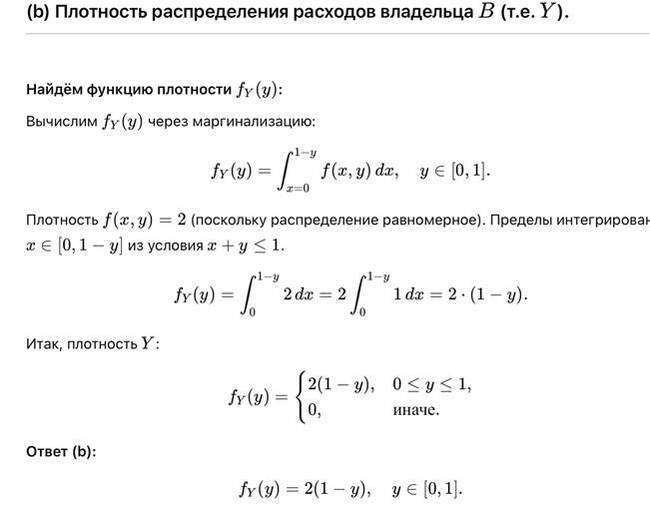 (b) Плотность распределения расходов владельца B (т.е. Y).
Найдём функцию плотности f_Y(y):
Вычислим f_Y(y) через маргинализацию:
f_Y(y) = ∫_{x=0}^{1−y} f(x, y) dx, y ∈ [0, 1].
Плотность f(x, y) = 2 (поскольку распределение равномерное). Пределы интегрирован
x ∈ [0, 1 − y] из условия x + y ≤ 1.
f_Y(y) = ∫_0^{1−y} 2 dx = 2 ∫_0^{1−y} 1 dx = 2 · (1 − y).
Итак, плотность Y:
f_Y(y) = { 2(1 − y), 0 ≤ y ≤ 1,
0, иначе.
Ответ (b):
f_Y(y) = 2(1 − y), y ∈ [0, 1].